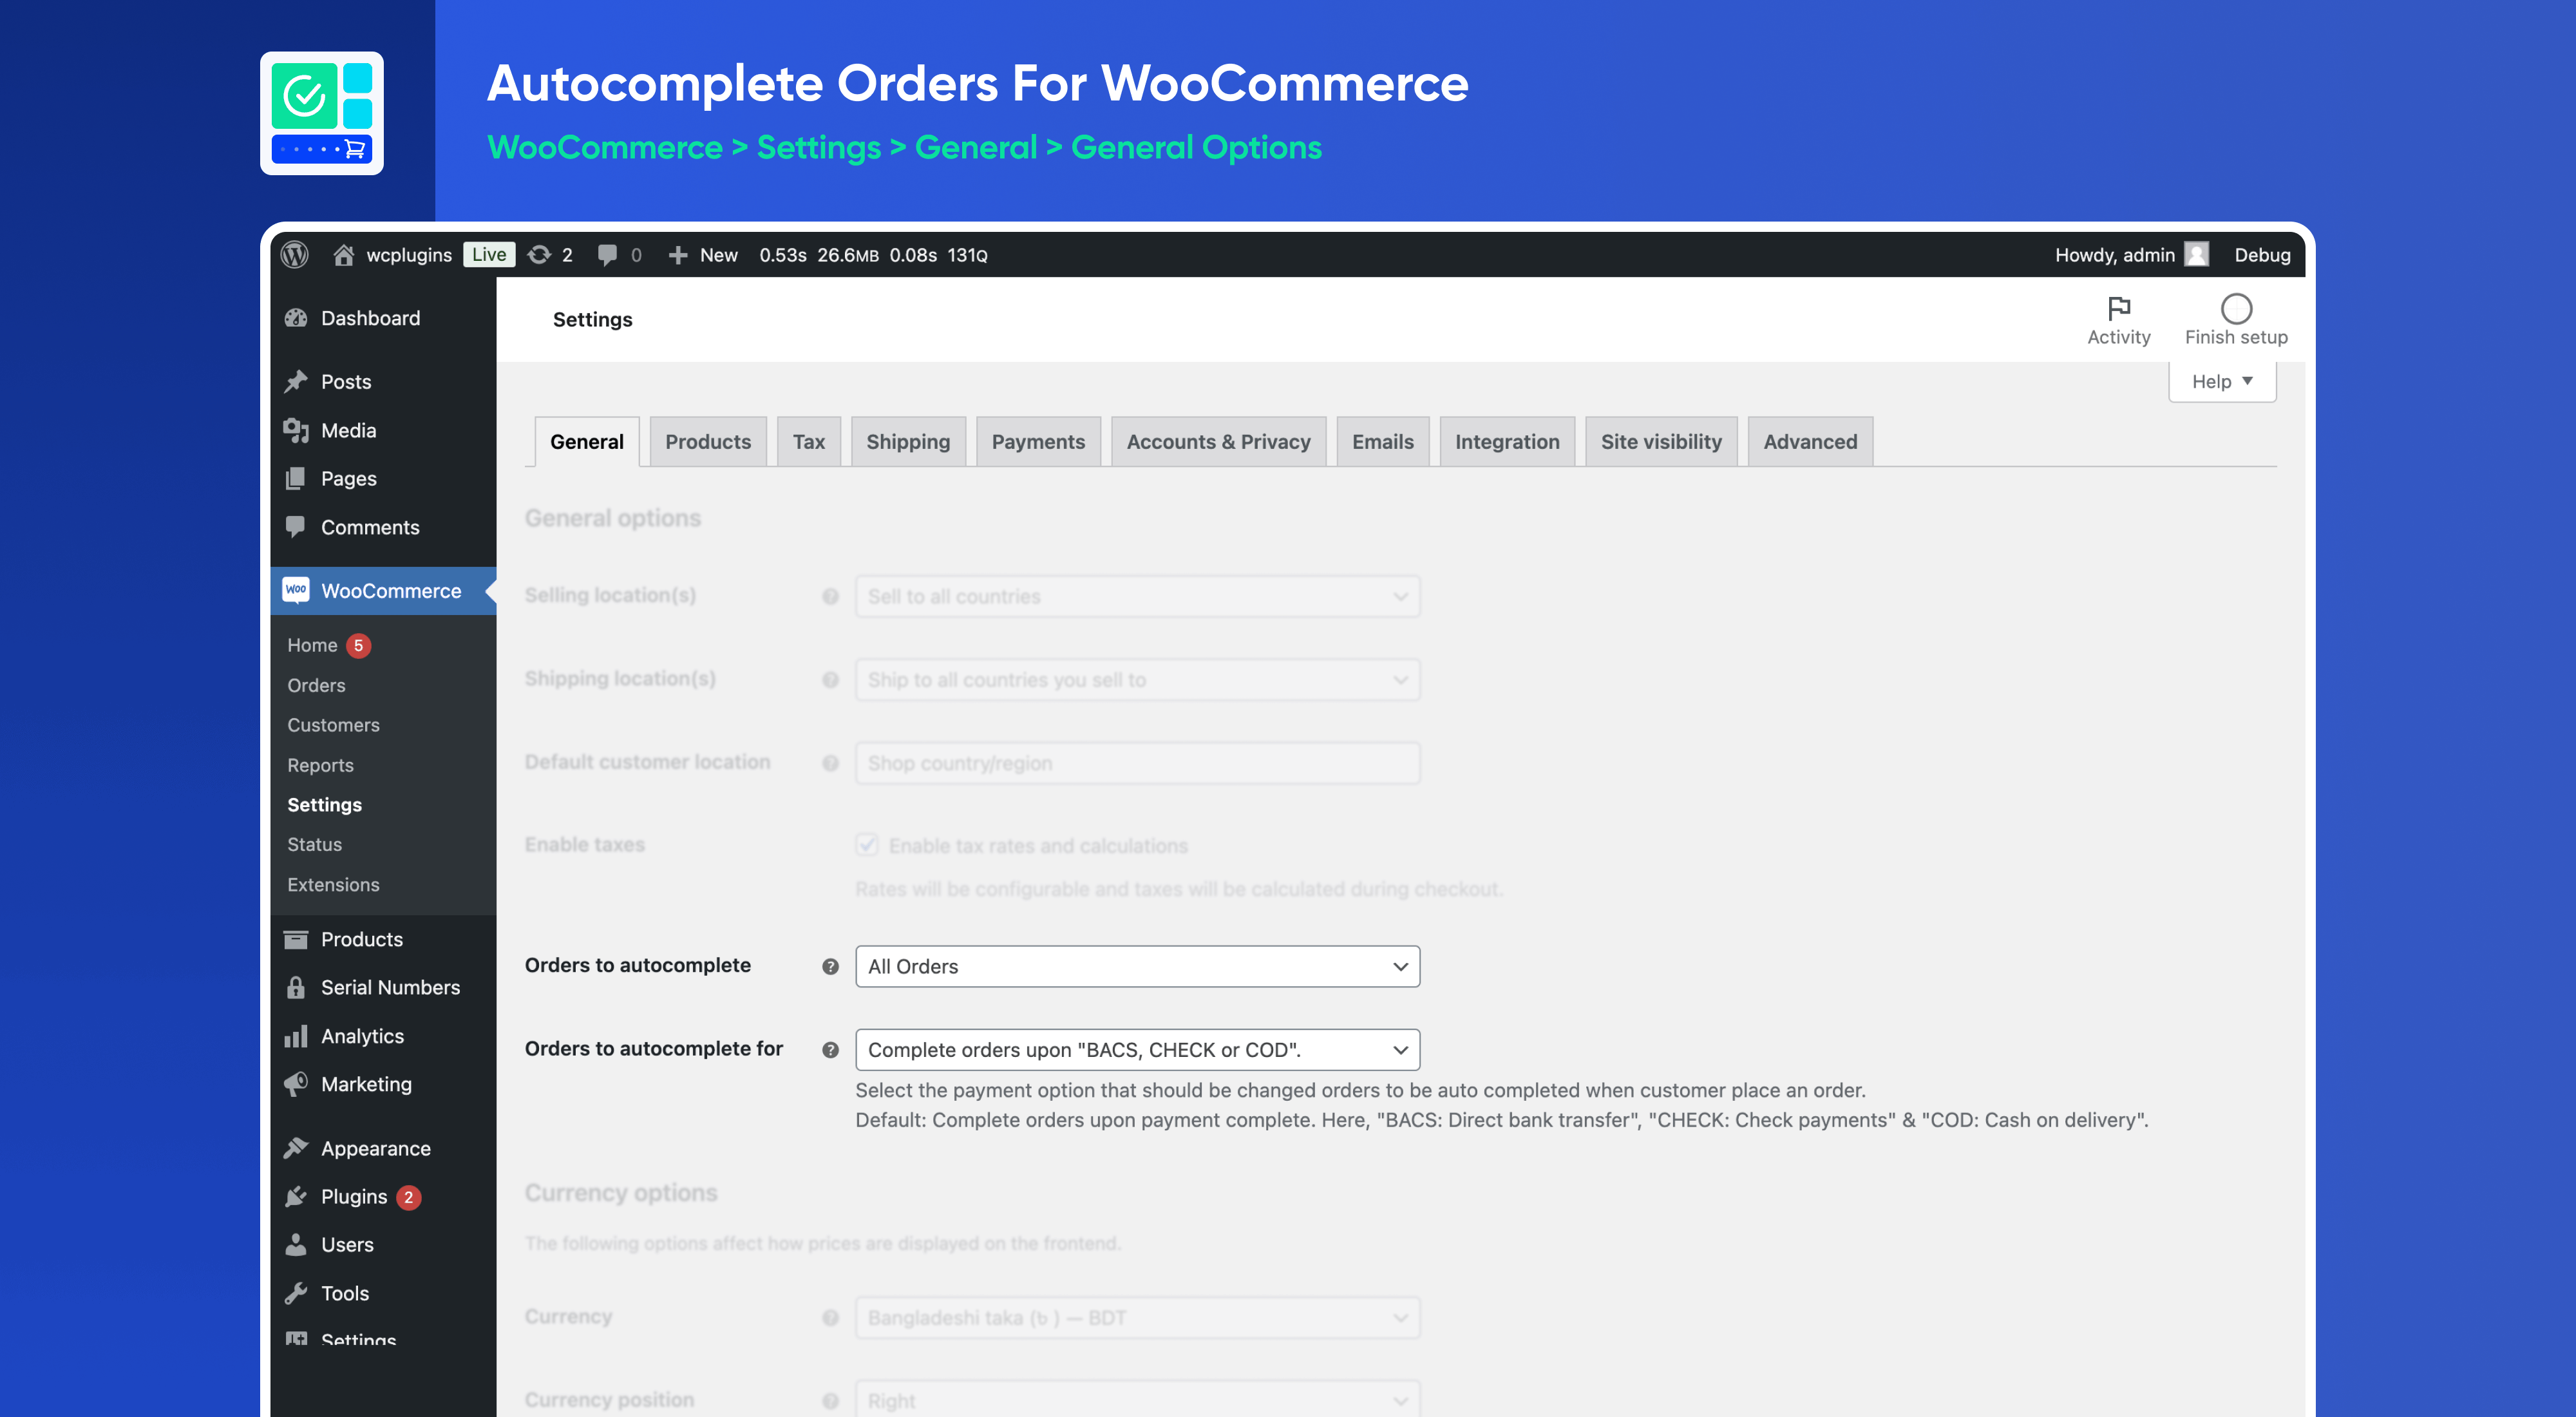 Autocomplete Orders For WooCommerce
WooCommerce > Settings > General > General Options
wcplugins Live 2 0 New 0.53s 26.6MB 0.08s 131Q Howdy, admin Debug
Dashboard
Posts
Media
Pages
Comments
Woo WooCommerce
Home 5
Orders
Customers
Reports
Settings
Status
Extensions
Products
Serial Numbers
Analytics
Marketing
Appearance
Plugins 2
Users
Tools
Settings
Settings
Activity Finish setup
Help
General Products Tax Shipping Payments Accounts & Privacy Emails Integration Site visibility Advanced
General options
Selling location(s) Sell to all countries
Shipping location(s) Ship to all countries you sell to
Default customer location Shop country/region
Enable taxes Enable tax rates and calculations
Rates will be configurable and taxes will be calculated during checkout.
Orders to autocomplete All Orders
Orders to autocomplete for Complete orders upon "BACS, CHECK or COD".
Select the payment option that should be changed orders to be auto completed when customer place an order.
Default: Complete orders upon payment complete. Here, "BACS: Direct bank transfer", "CHECK: Check payments" & "COD: Cash on delivery".
Currency options
The following options affect how prices are displayed on the frontend.
Currency Bangladeshi taka (৳ ) — BDT
Currency position Right